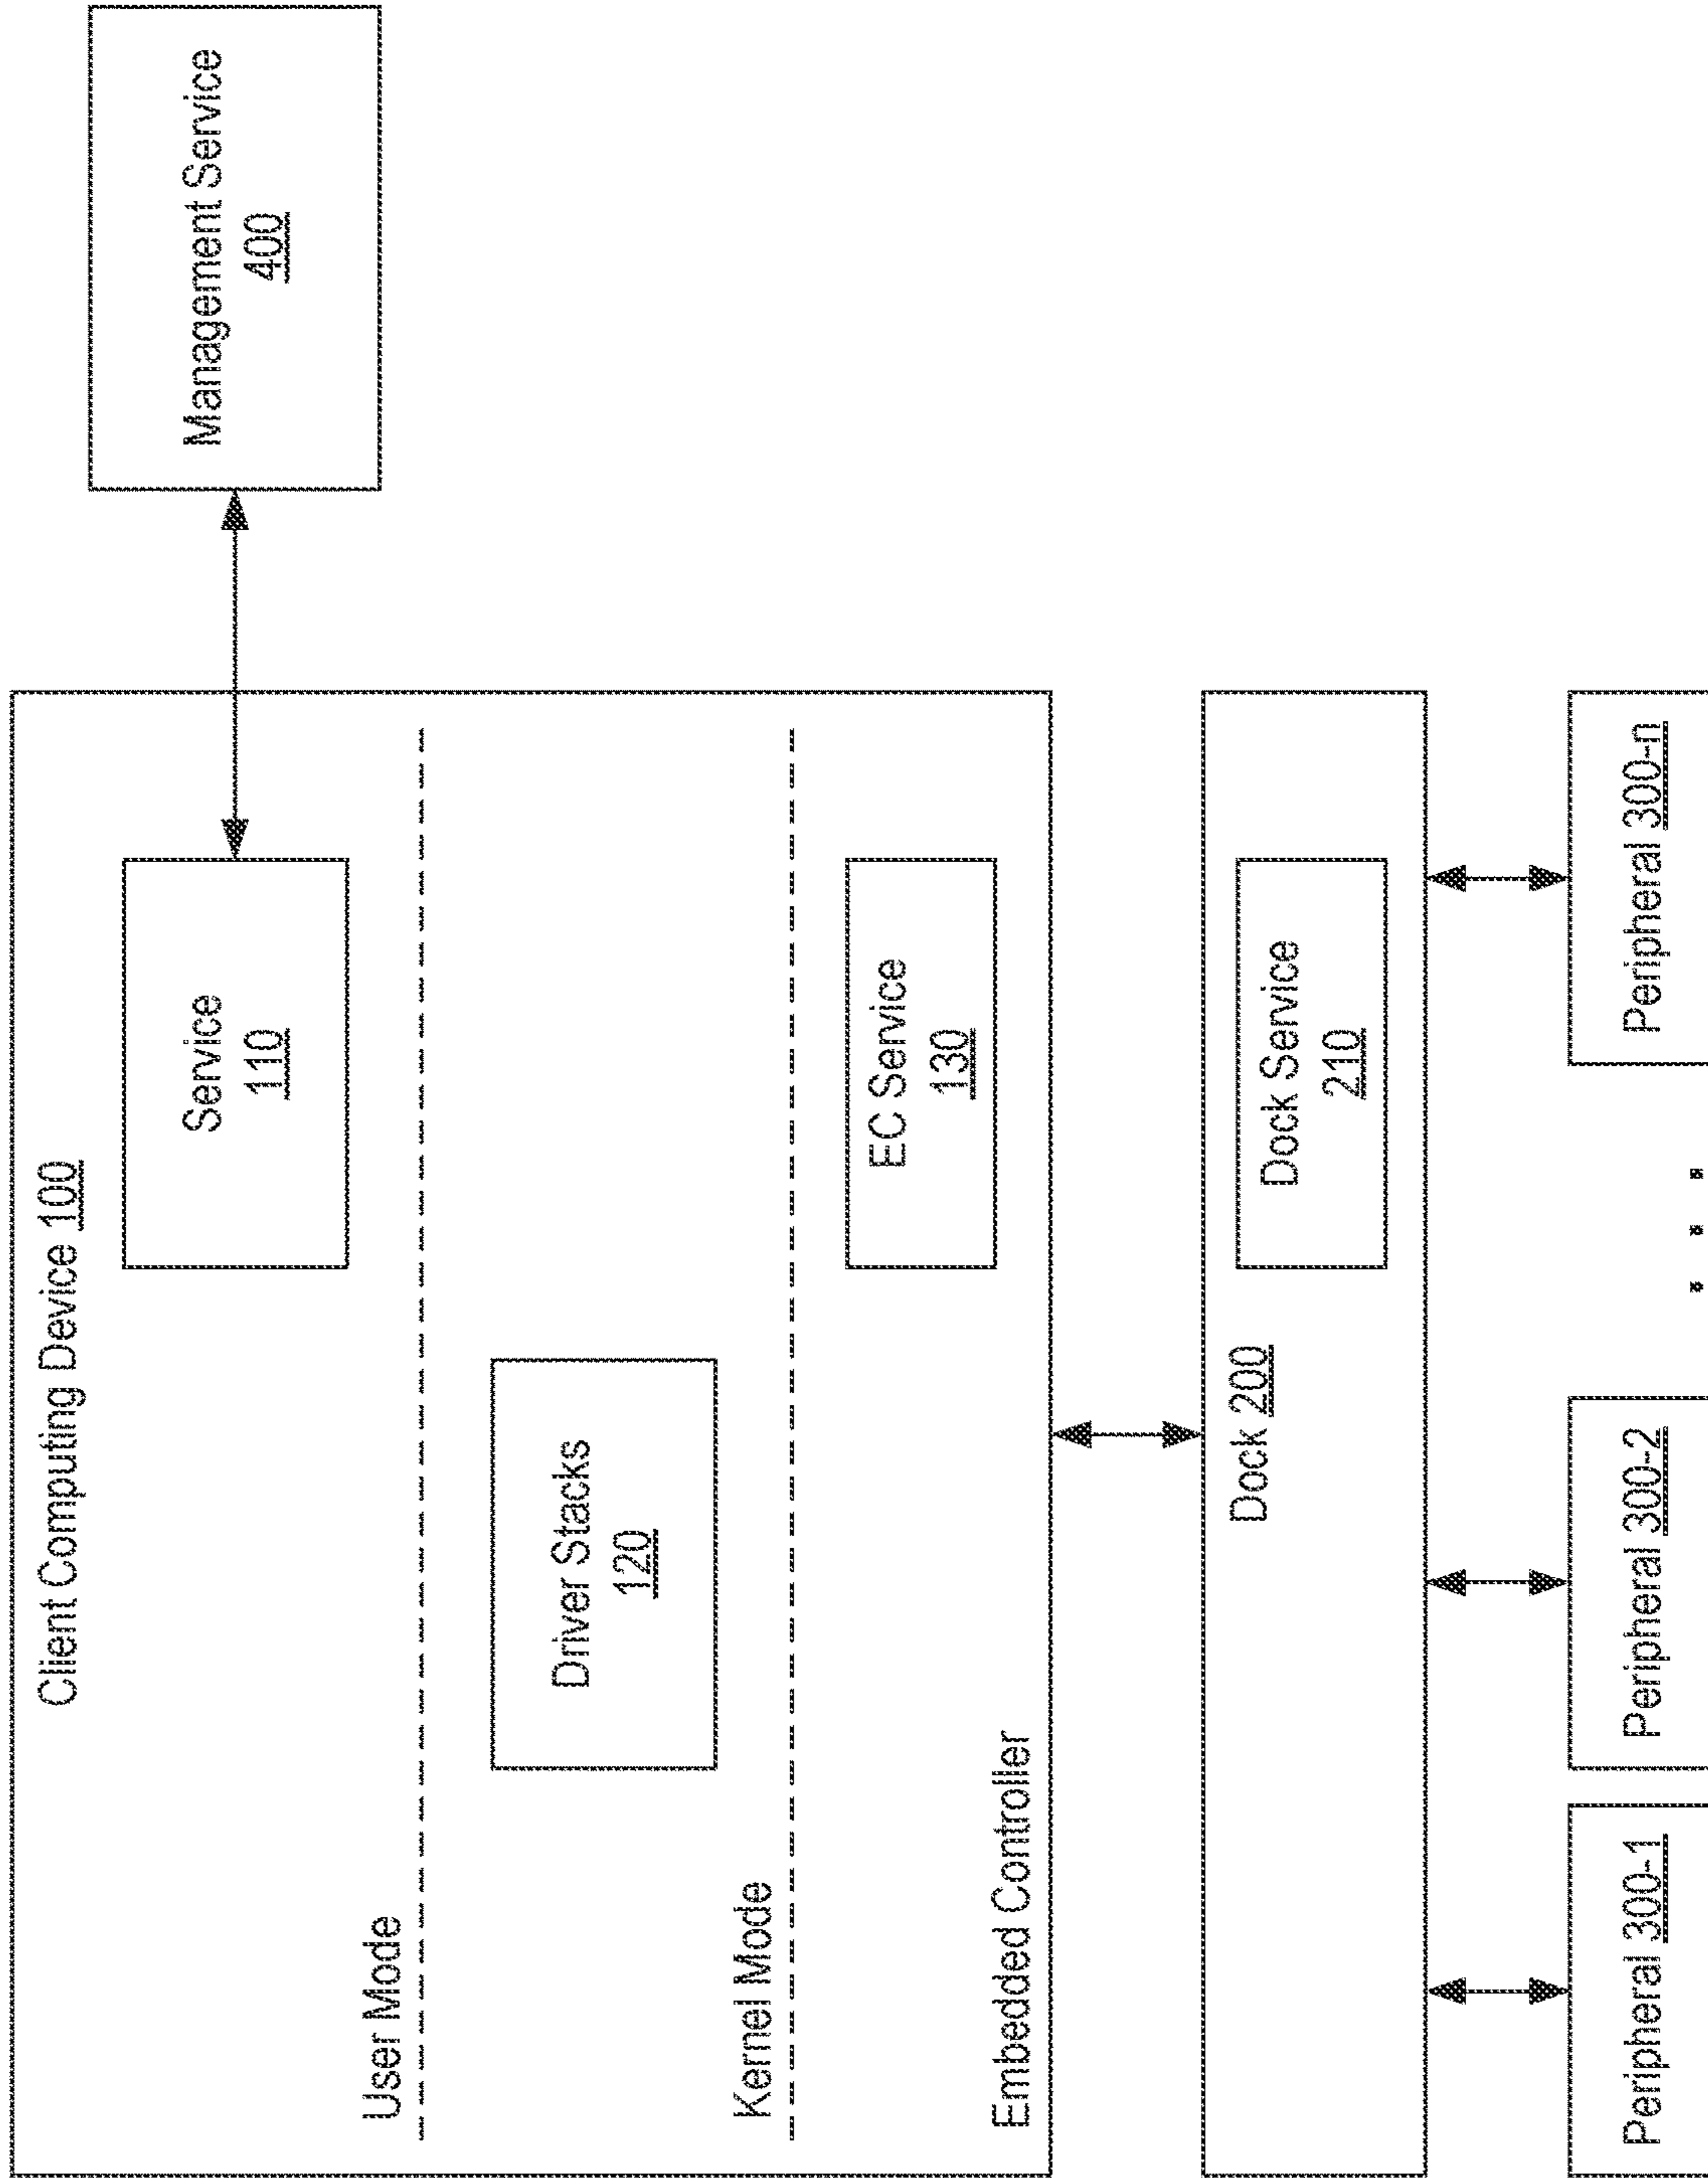 Client Computing Device 100
Service
110
Management Service
400
User Mode
Driver Stacks
120
Kernel Mode
EC Service
130
Embedded Controller
Dock 200
Dock Service
210
Peripheral 300-1
Peripheral 300-2
. . .
Peripheral 300-n